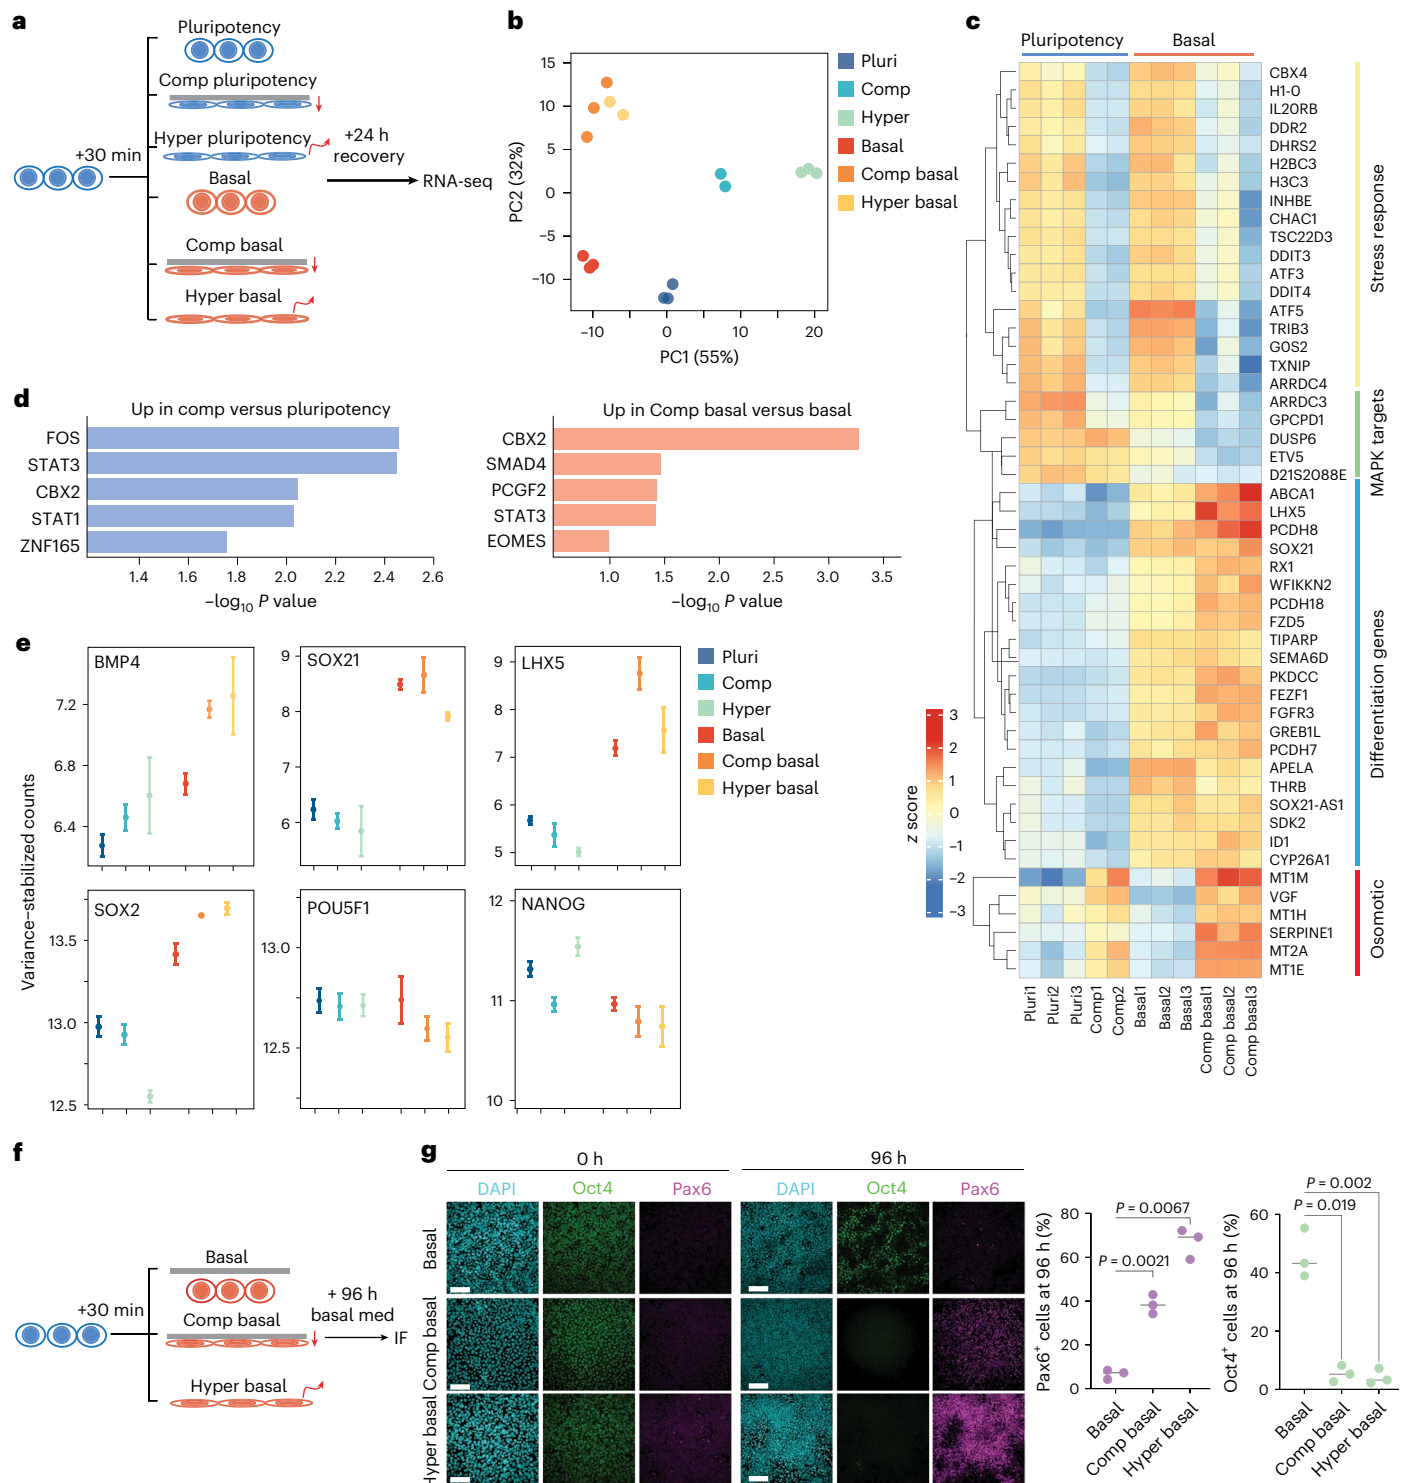 a
Pluripotency
Comp pluripotency
Hyper pluripotency
+30 min
+24 h
recovery
RNA-seq
Basal
Comp basal
Hyper basal
b
15
10
5
0
−5
−10
PC2 (32%)
−10
0
10
20
PC1 (55%)
Pluri
Comp
Hyper
Basal
Comp basal
Hyper basal
c
Pluripotency
Basal
CBX4
H1-0
IL20RB
DDR2
DHRS2
H2BC3
H3C3
INHBE
CHAC1
TSC22D3
DDIT3
ATF3
DDIT4
ATF5
TRIB3
G0S2
TXNIP
ARRDC4
ARRDC3
GPCPD1
DUSP6
ETV5
D21S2088E
ABCA1
LHX5
PCDH8
SOX21
RX1
WFIKKN2
PCDH18
FZD5
TIPARP
SEMA6D
PKDCC
FEZF1
FGFR3
GREB1L
PCDH7
APELA
THRB
SOX21-AS1
SDK2
ID1
CYP26A1
MT1M
VGF
MT1H
SERPINE1
MT2A
MT1E
Stress response
MAPK targets
Differentiation genes
Osomotic
z score
3
2
1
0
−1
−2
−3
Pluri1
Pluri2
Pluri3
Comp1
Comp2
Basal1
Basal2
Basal3
Comp basal1
Comp basal2
Comp basal3
d
Up in comp versus pluripotency
FOS
STAT3
CBX2
STAT1
ZNF165
1.4
1.6
1.8
2.0
2.2
2.4
2.6
−log10 P value
Up in Comp basal versus basal
CBX2
SMAD4
PCGF2
STAT3
EOMES
1.0
1.5
2.0
2.5
3.0
3.5
−log10 P value
e
Variance–stabilized counts
BMP4
7.2
6.8
6.4
SOX21
9
8
7
6
LHX5
9
8
7
6
5
Pluri
Comp
Hyper
Basal
Comp basal
Hyper basal
SOX2
13.5
13.0
12.5
POU5F1
13.0
12.5
NANOG
12
11
10
f
+30 min
Basal
Comp basal
Hyper basal
+ 96 h
basal med
IF
g
0 h
96 h
DAPI
Oct4
Pax6
DAPI
Oct4
Pax6
Basal
Comp basal
Hyper basal
Pax6+ cells at 96 h (%)
80
60
40
20
0
P = 0.0067
P = 0.0021
Basal
Comp basal
Hyper basal
Oct4+ cells at 96 h (%)
60
40
20
0
P = 0.002
P = 0.019
Basal
Comp basal
Hyper basal